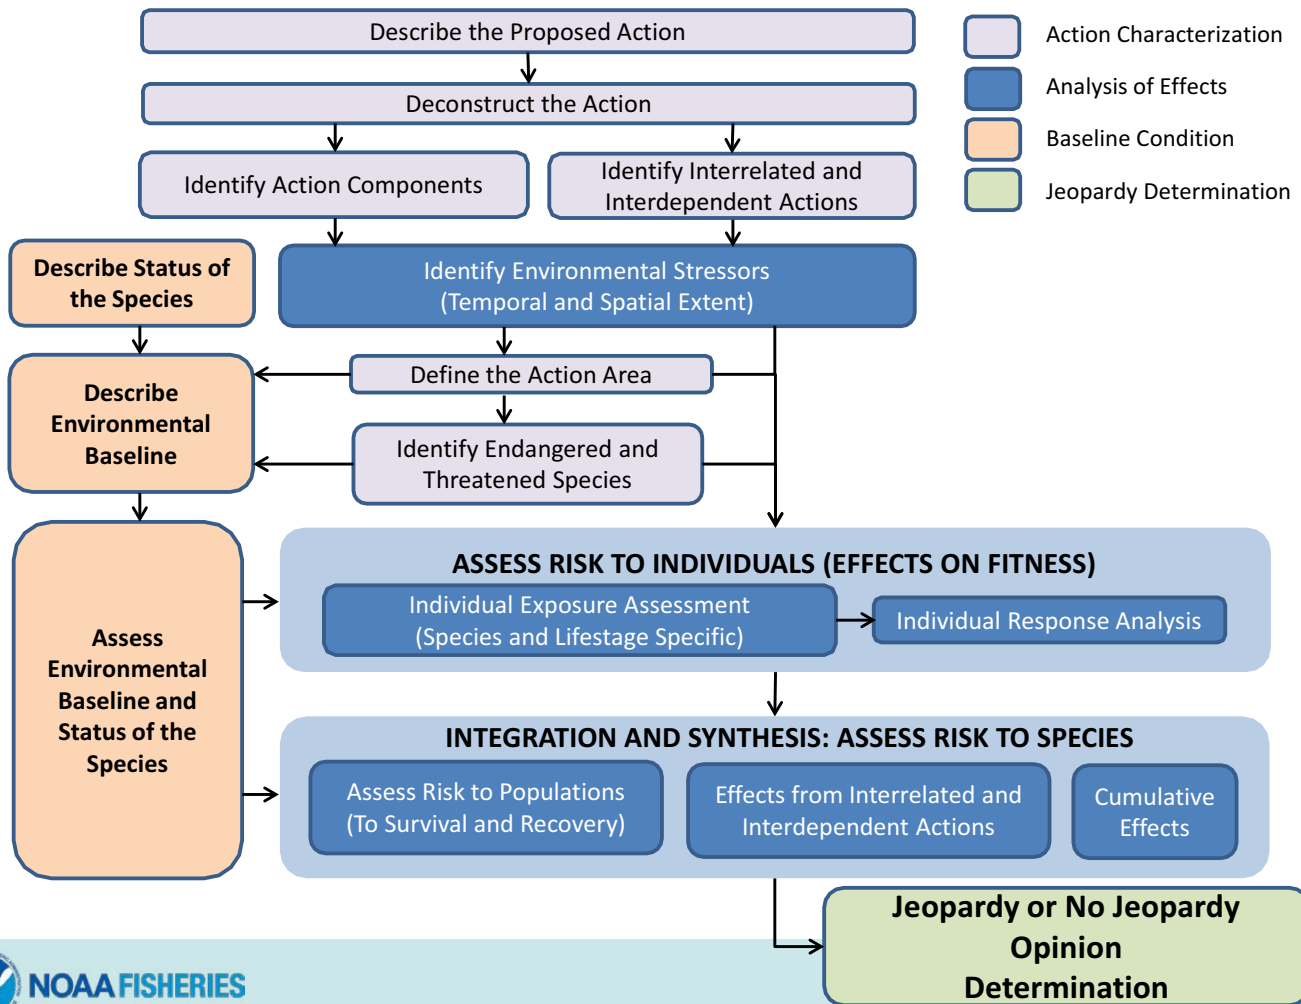 Describe the Proposed Action
Deconstruct the Action
Identify Action Components
Identify Interrelated and
Interdependent Actions
Action Characterization
Analysis of Effects
Baseline Condition
Jeopardy Determination
Describe Status of
the Species
Identify Environmental Stressors
(Temporal and Spatial Extent)
Describe
Environmental
Baseline
Define the Action Area
Identify Endangered and
Threatened Species
Assess
Environmental
Baseline and
Status of the
Species
ASSESS RISK TO INDIVIDUALS (EFFECTS ON FITNESS)
Individual Exposure Assessment
(Species and Lifestage Specific)
Individual Response Analysis
INTEGRATION AND SYNTHESIS: ASSESS RISK TO SPECIES
Assess Risk to Populations
(To Survival and Recovery)
Effects from Interrelated and
Interdependent Actions
Cumulative
Effects
Jeopardy or No Jeopardy
Opinion
Determination
NOAA FISHERIES